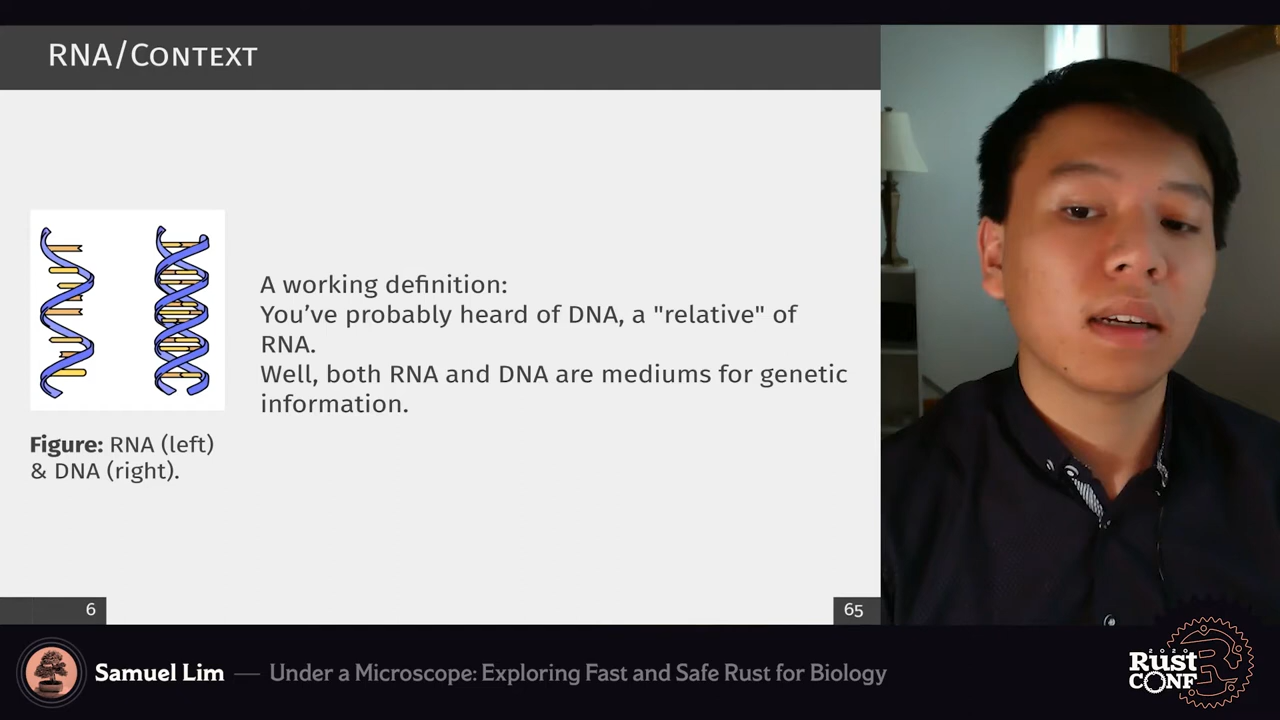 RNA/Context
A working definition:
You've probably heard of DNA, a "relative" of
RNA.
Well, both RNA and DNA are mediums for genetic
information.
Figure: RNA (left)
& DNA (right).
6
65
Samuel Lim — Under a Microscope: Exploring Fast and Safe Rust for Biology
2020
Rust
CONF
R